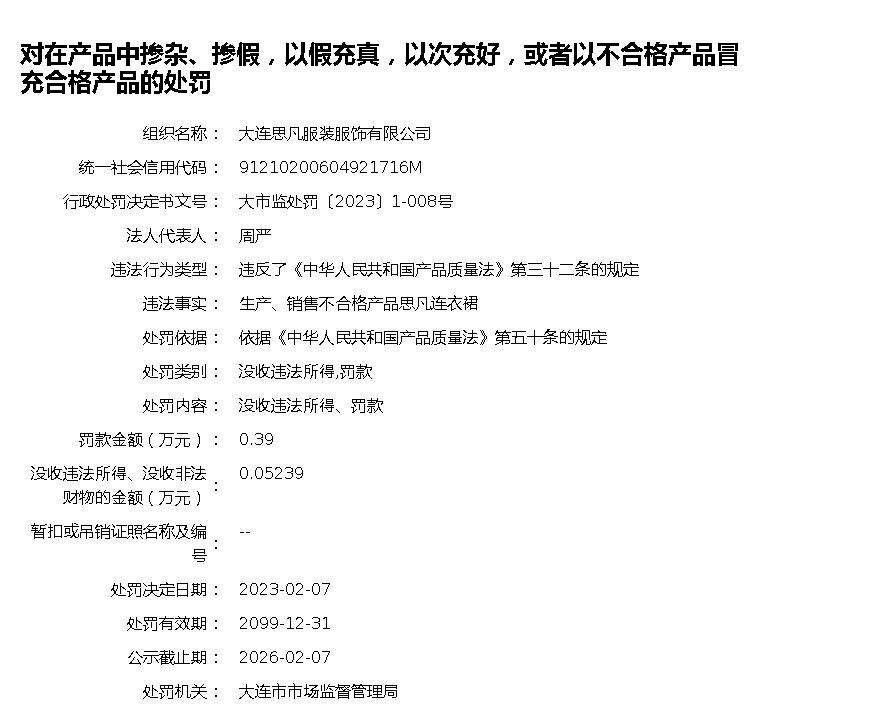 对在产品中掺杂、掺假，以假充真，以次充好，或者以不合格产品冒
充合格产品的处罚
组织名称： 大连思凡服装服饰有限公司
统一社会信用代码： 91210200604921716M
行政处罚决定书文号： 大市监处罚〔2023〕1-008号
法人代表人： 周严
违法行为类型： 违反了《中华人民共和国产品质量法》第三十二条的规定
违法事实： 生产、销售不合格产品思凡连衣裙
处罚依据： 依据《中华人民共和国产品质量法》第五十条的规定
处罚类别： 没收违法所得,罚款
处罚内容： 没收违法所得、罚款
罚款金额（万元）： 0.39
没收违法所得、没收非法
财物的金额（万元）： 0.05239
暂扣或吊销证照名称及编
号： --
处罚决定日期： 2023-02-07
处罚有效期： 2099-12-31
公示截止期： 2026-02-07
处罚机关： 大连市市场监督管理局